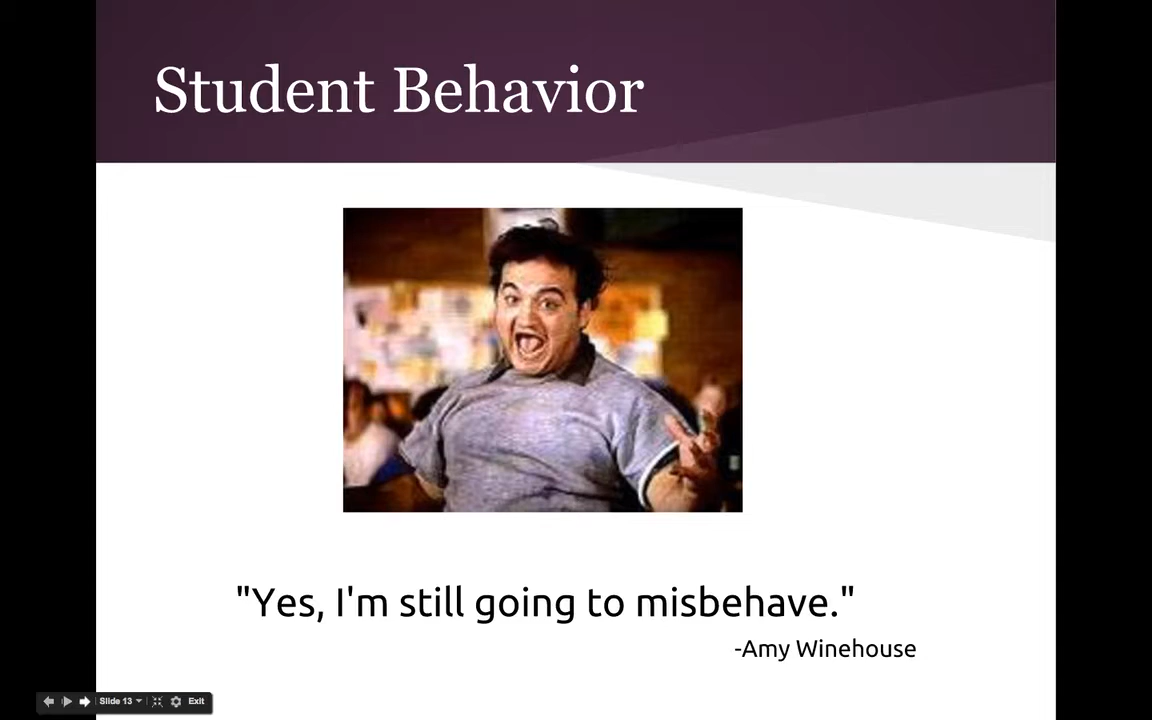 Student Behavior
"Yes, I'm still going to misbehave."
-Amy Winehouse
Slide 13
Exit